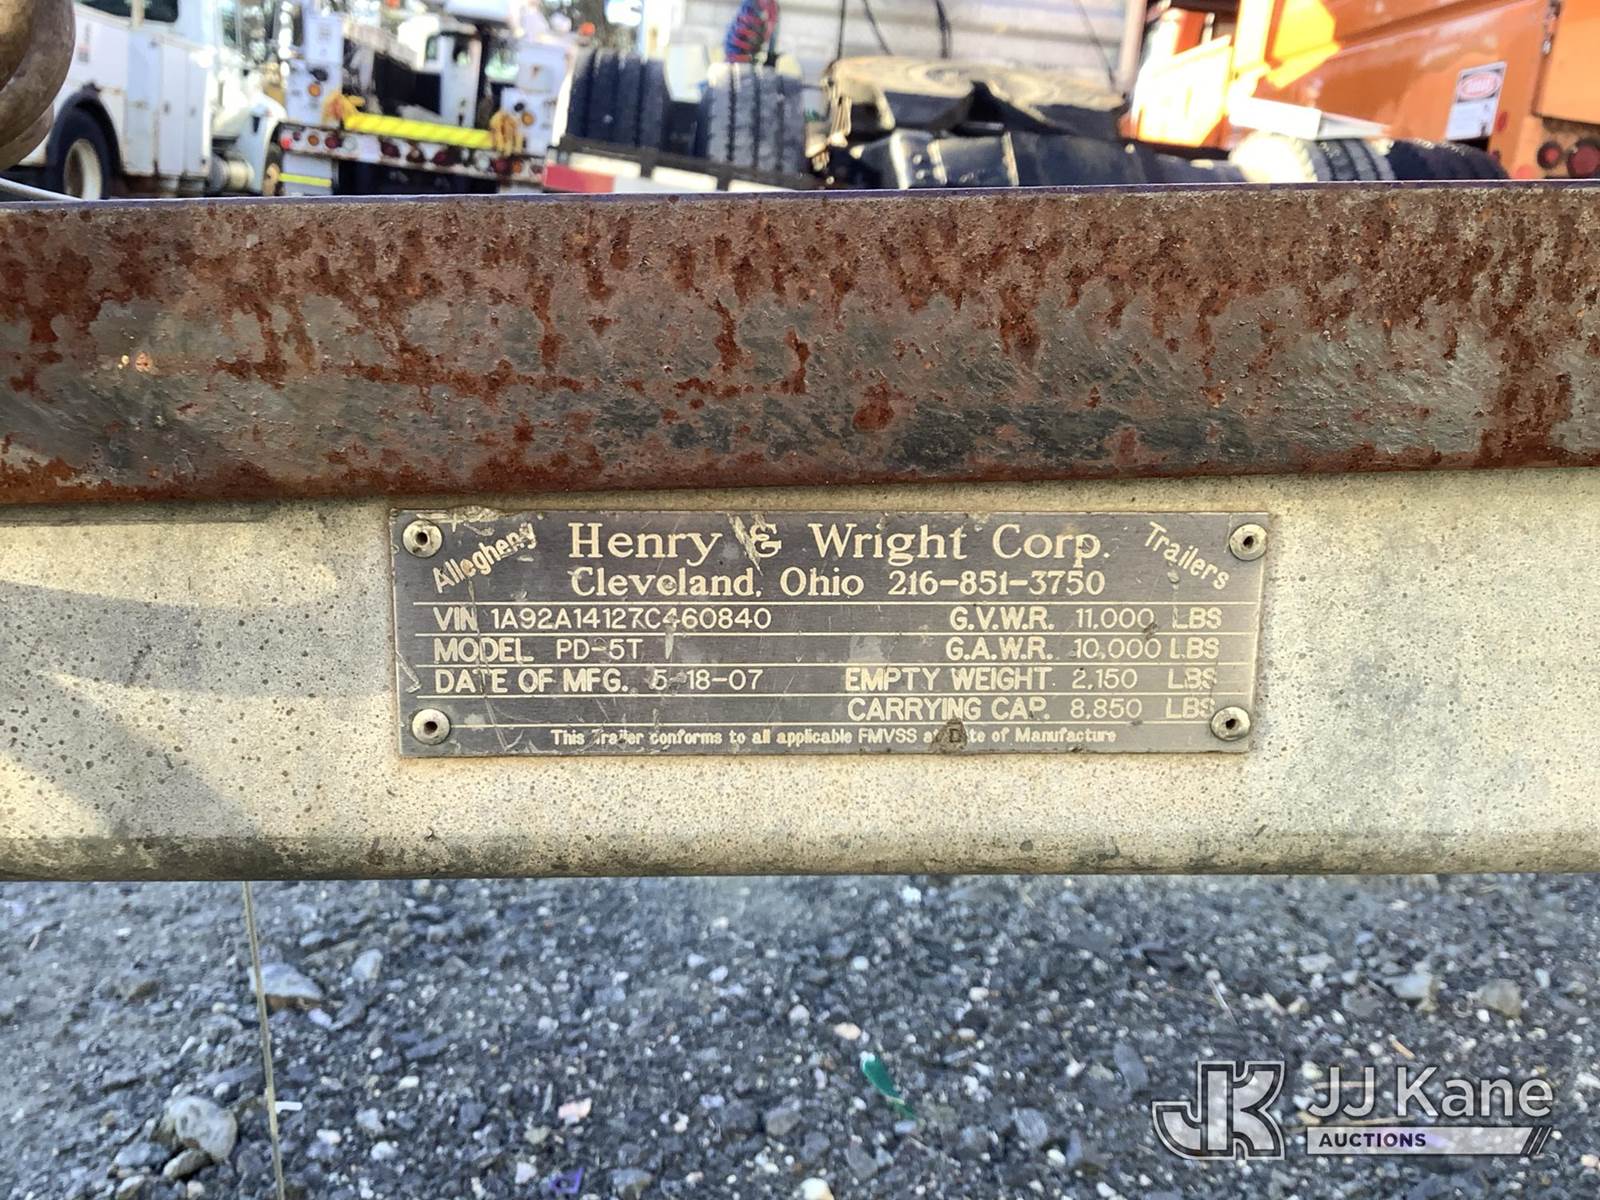 Allegheny Henry & Wright Corp. Trailers
Cleveland, Ohio 216-851-3750
VIN 1A92A14127C460840 G.V.W.R. 11,000 LBS
MODEL PD-5T G.A.W.R. 10,000 LBS
DATE OF MFG. 5-18-07 EMPTY WEIGHT 2,150 LBS
CARRYING CAP. 8,850 LBS
This Trailer conforms to all applicable FMVSS at Date of Manufacture
JK JJ Kane
AUCTIONS